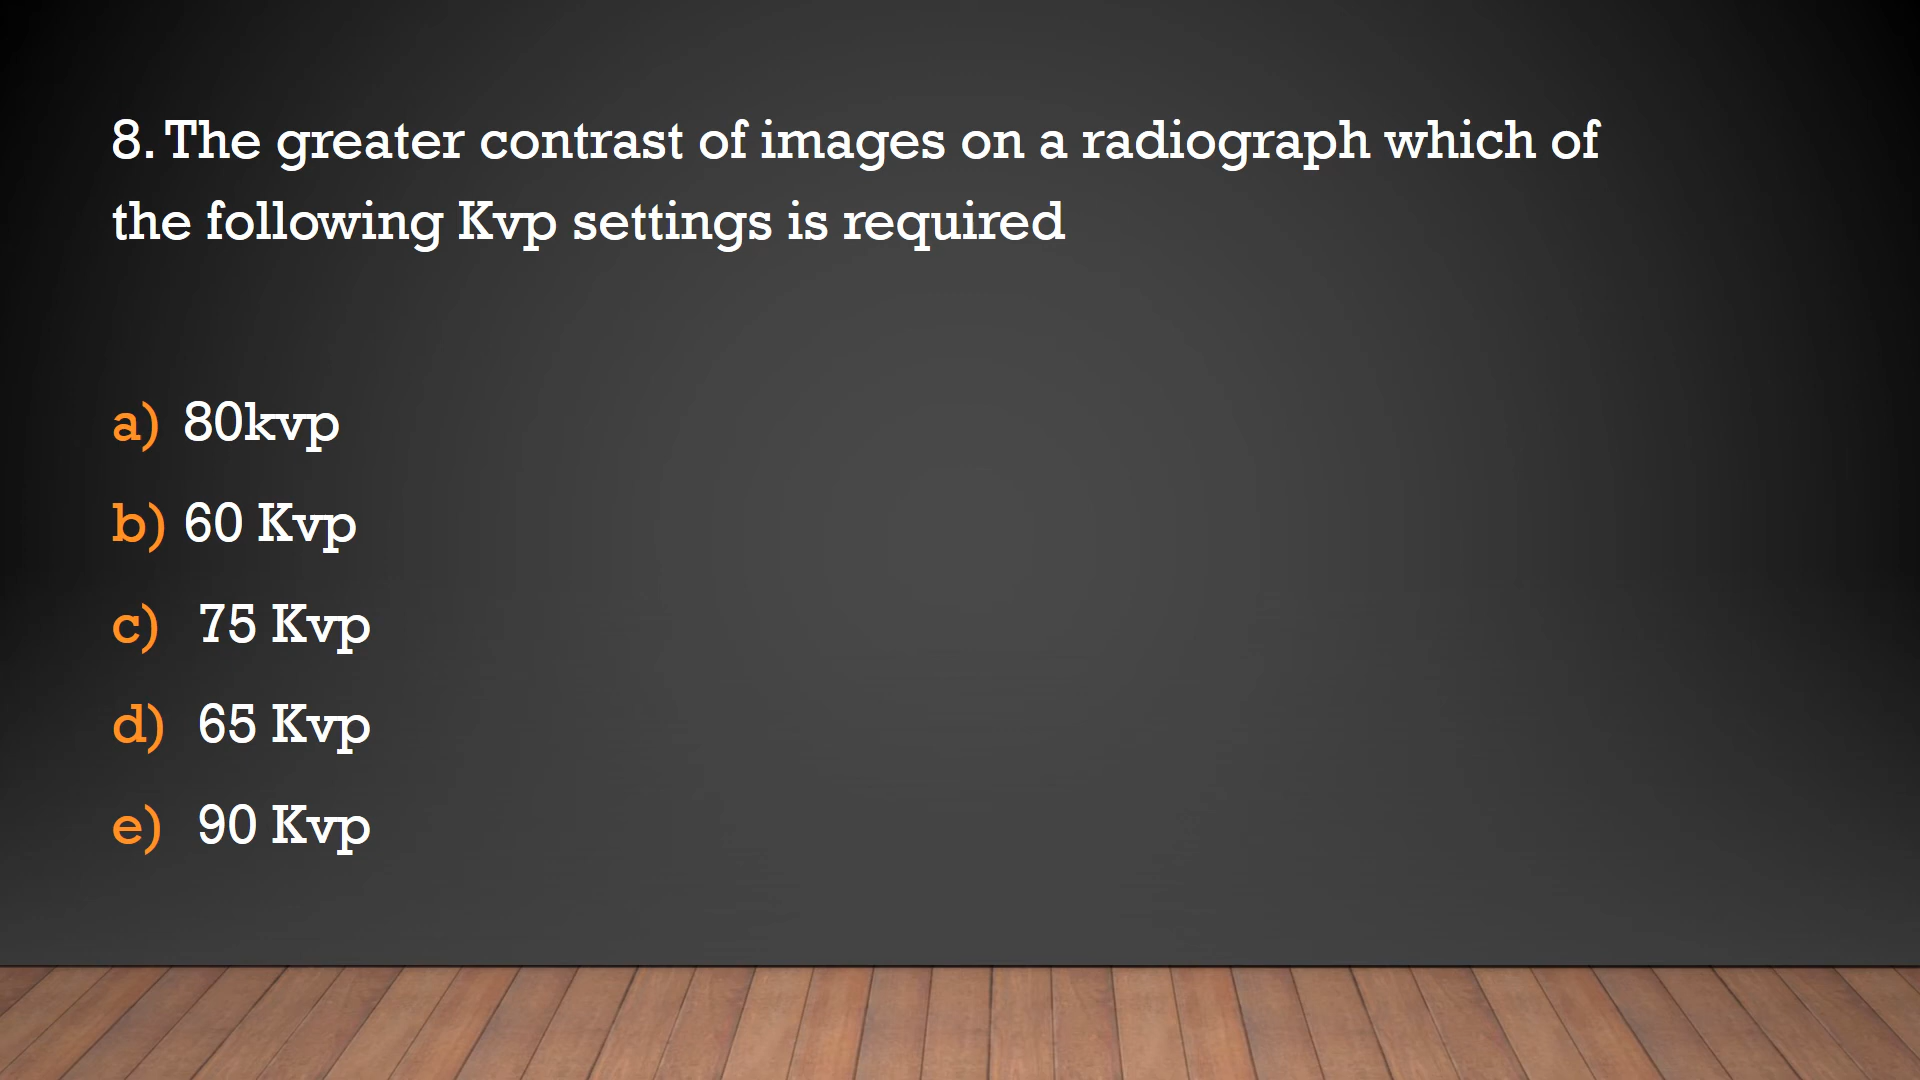 8. The greater contrast of images on a radiograph which of
the following Kvp settings is required
a) 80kvp
b) 60 Kvp
c) 75 Kvp
d) 65 Kvp
e) 90 Kvp